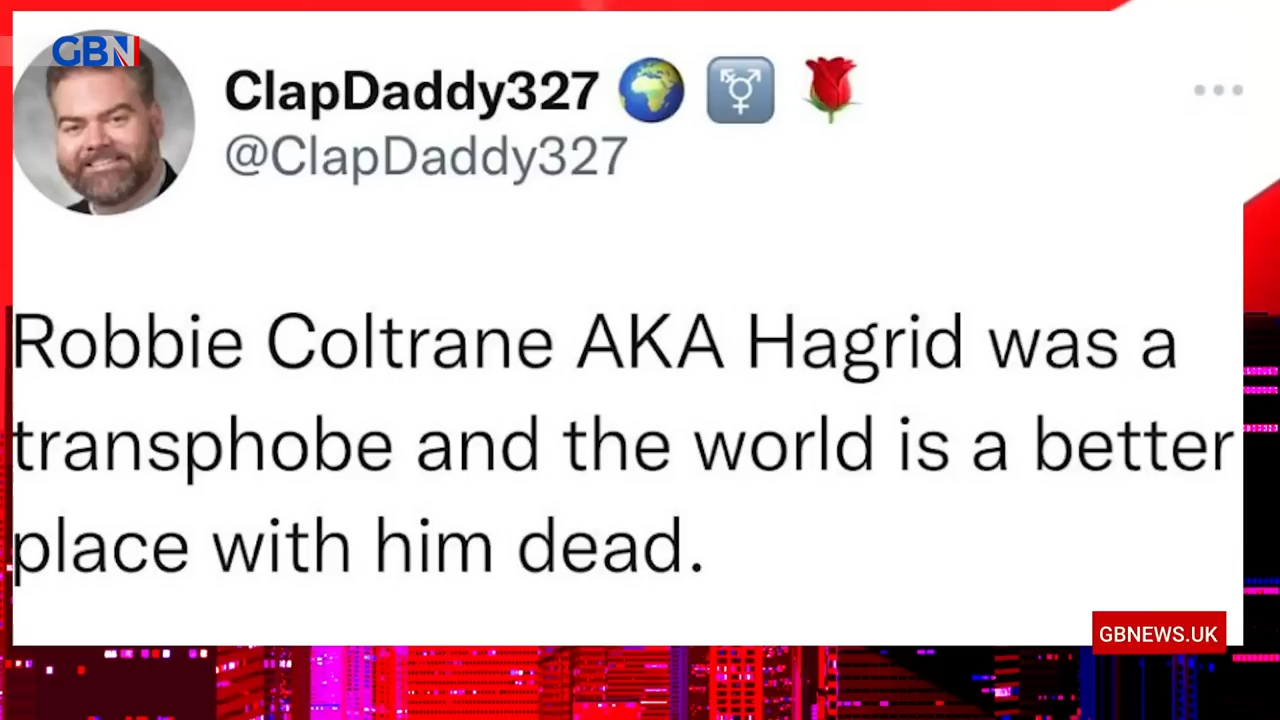 GBN
ClapDaddy327 🌍 ⚧ 🌹
@ClapDaddy327
Robbie Coltrane AKA Hagrid was a
transphobe and the world is a better
place with him dead.
GBNEWS.UK